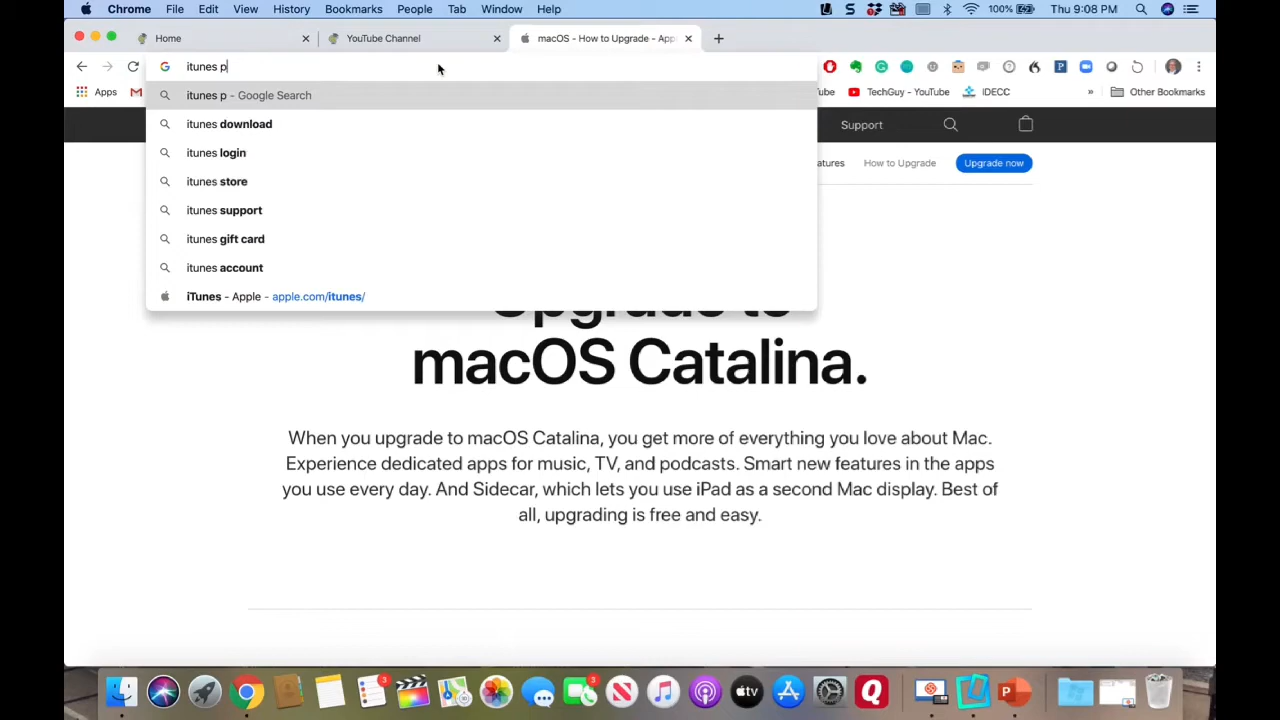 Chrome File Edit View History Bookmarks People Tab Window Help 100% Thu 9:08 PM
Home YouTube Channel macOS - How to Upgrade - App
itunes p
Apps ube TechGuy - YouTube IDECC » Other Bookmarks
itunes p - Google Search
itunes download
itunes login
itunes store
itunes support
itunes gift card
itunes account
iTunes - Apple - apple.com/itunes/
Support
atures How to Upgrade Upgrade now
Upgrade to
macOS Catalina.
When you upgrade to macOS Catalina, you get more of everything you love about Mac.
Experience dedicated apps for music, TV, and podcasts. Smart new features in the apps
you use every day. And Sidecar, which lets you use iPad as a second Mac display. Best of
all, upgrading is free and easy.
3 3 tv